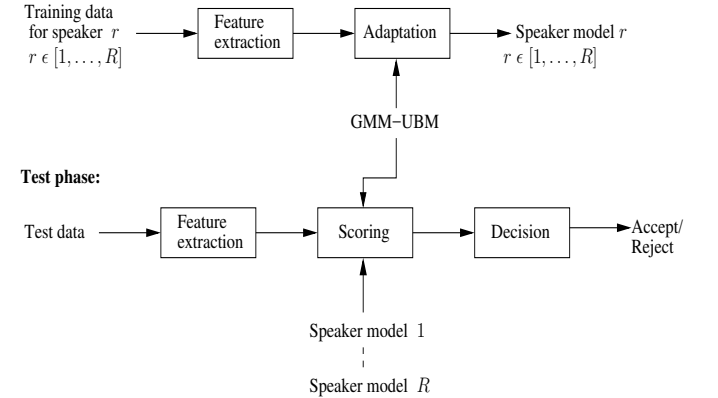 Training data
for speaker r
r ϵ [1, . . . , R]
Feature
extraction
Adaptation
Speaker model r
r ϵ [1, . . . , R]
GMM−UBM
Test phase:
Test data
Feature
extraction
Scoring
Decision
Accept/
Reject
Speaker model 1
Speaker model R